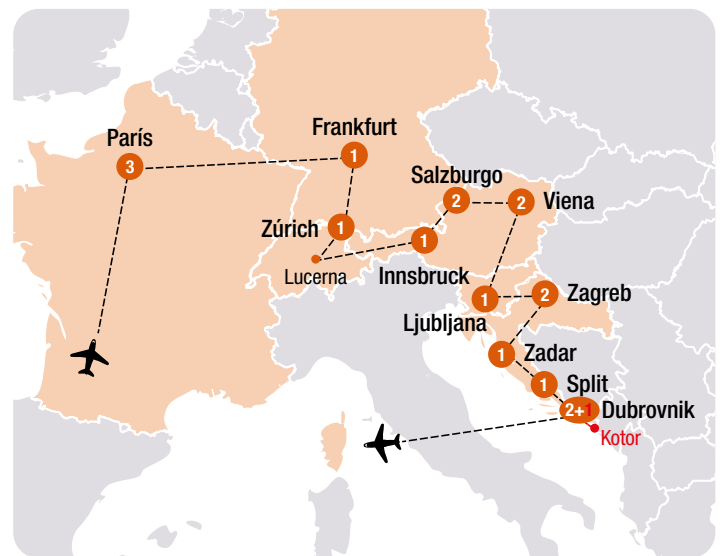 París
3
Frankfurt
1
Salzburgo
2
2
Viena
Zúrich
1
1
Lucerna
Innsbruck
1
2
Zagreb
Ljubljana
1
Zadar
1
Split
2+1
Dubrovnik
Kotor